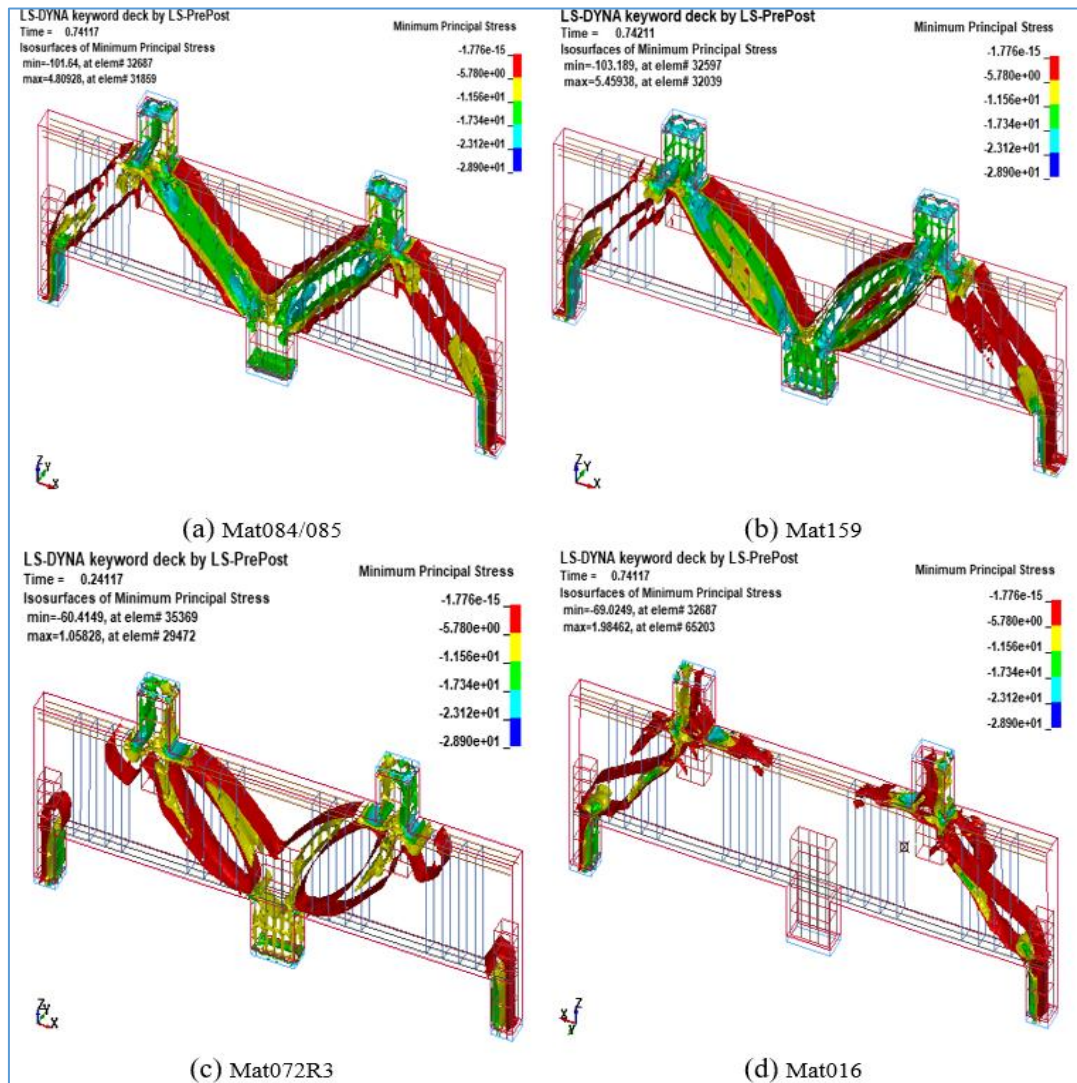 LS-DYNA keyword deck by LS-PrePost
Time = 0.74117
Isosurfaces of Minimum Principal Stress
min=-101.64, at elem# 32687
max=4.80928, at elem# 31859
Minimum Principal Stress
-1.776e-15
-5.780e+00
-1.156e+01
-1.734e+01
-2.312e+01
-2.890e+01
Z
Y
X
(a) Mat084/085
LS-DYNA keyword deck by LS-PrePost
Time = 0.74211
Isosurfaces of Minimum Principal Stress
min=-103.189, at elem# 32597
max=5.45938, at elem# 32039
Minimum Principal Stress
-1.776e-15
-5.780e+00
-1.156e+01
-1.734e+01
-2.312e+01
-2.890e+01
Z
Y
X
(b) Mat159
LS-DYNA keyword deck by LS-PrePost
Time = 0.24117
Isosurfaces of Minimum Principal Stress
min=-60.4149, at elem# 35369
max=1.05828, at elem# 29472
Minimum Principal Stress
-1.776e-15
-5.780e+00
-1.156e+01
-1.734e+01
-2.312e+01
-2.890e+01
Z
Y
X
(c) Mat072R3
LS-DYNA keyword deck by LS-PrePost
Time = 0.74117
Isosurfaces of Minimum Principal Stress
min=-69.0249, at elem# 32687
max=1.98462, at elem# 65203
Minimum Principal Stress
-1.776e-15
-5.780e+00
-1.156e+01
-1.734e+01
-2.312e+01
-2.890e+01
Z
X
Y
(d) Mat016